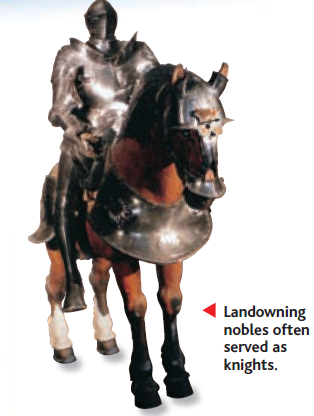 Landowning
nobles often
served as
knights.